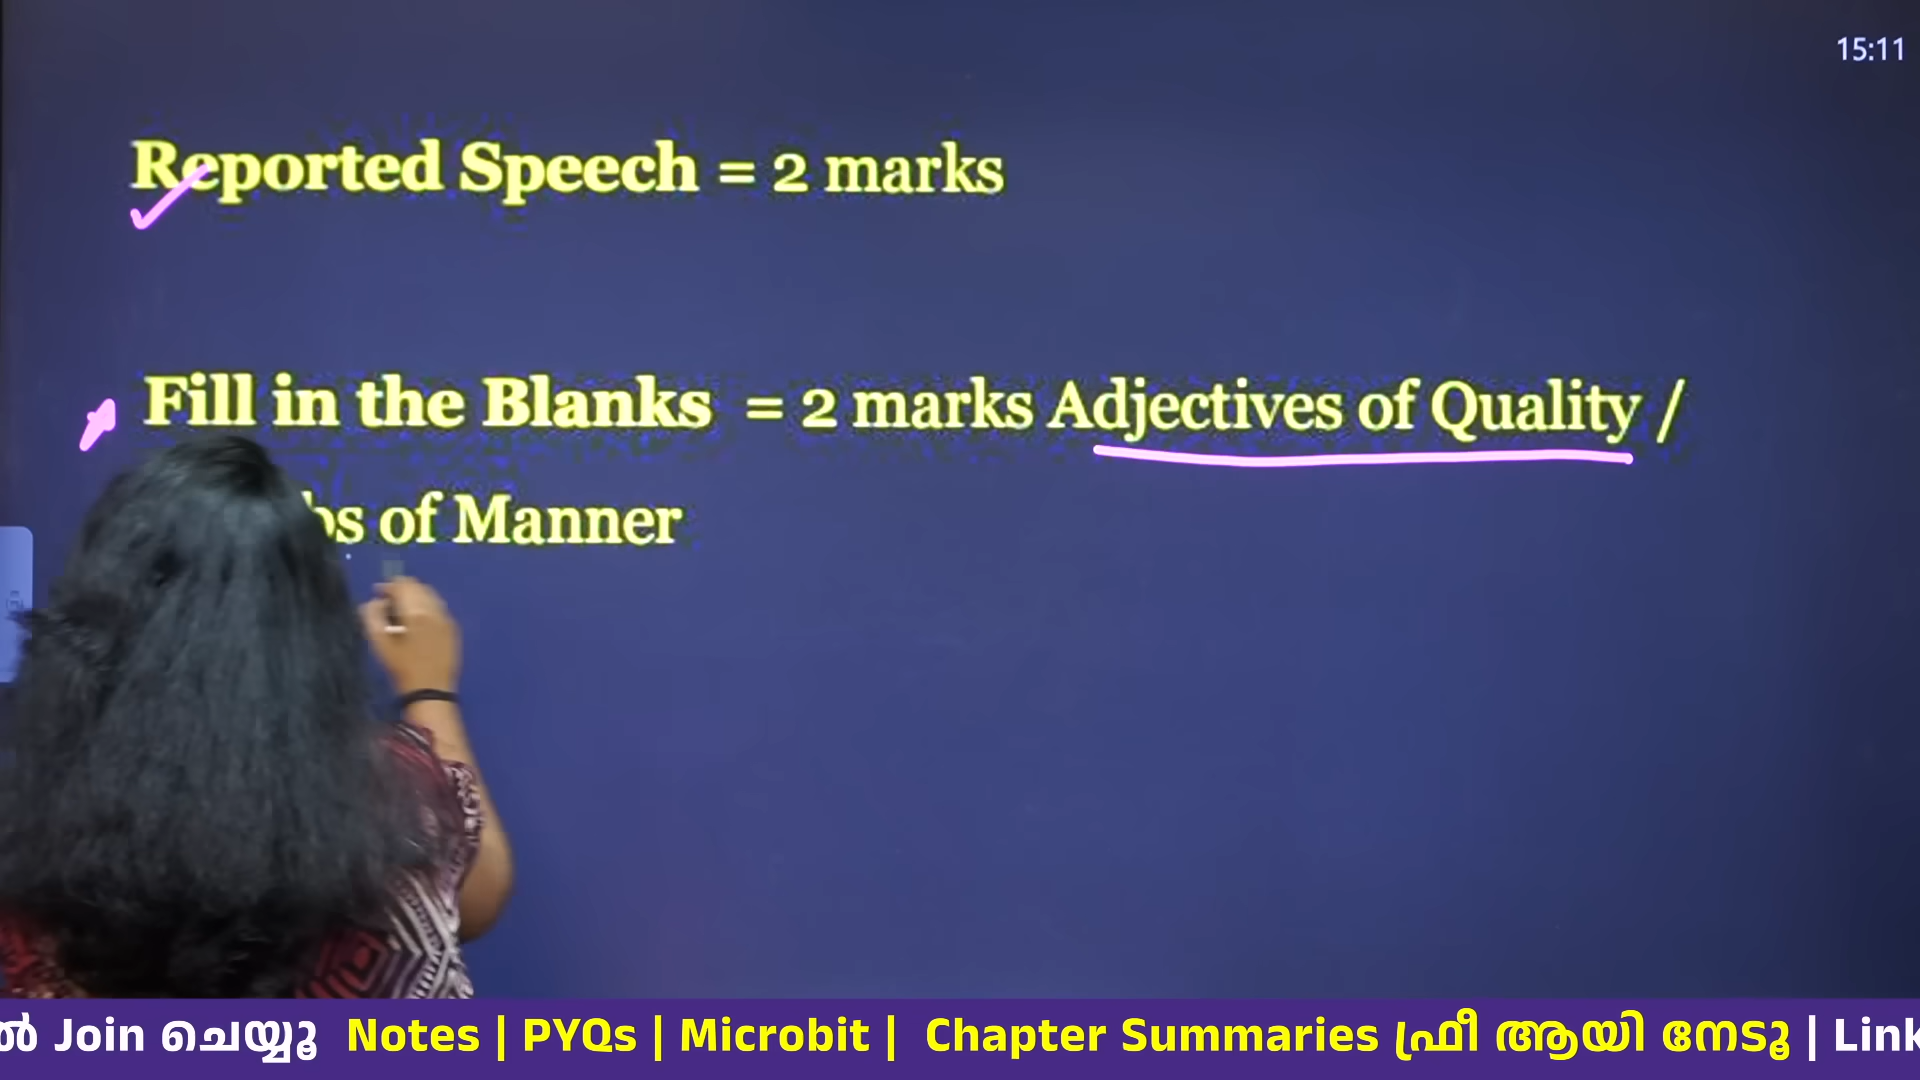 15:11
Reported Speech = 2 marks
Fill in the Blanks = 2 marks Adjectives of Quality /
of Manner
Join ചെയ്യൂ Notes | PYQs | Microbit | Chapter Summaries ഫ്രീ ആയി നേടൂ | Link